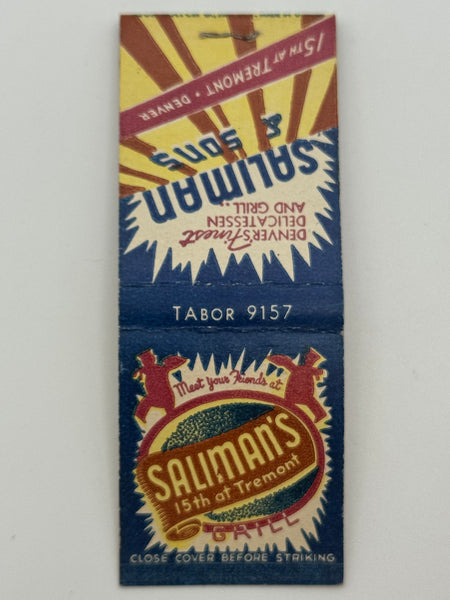 15TH AT TREMONT • DENVER
SALIMAN
& SONS
DENVER'S Finest
DELICATESSEN
AND GRILL..
TABOR 9157
Meet Your Friends at
SALIMAN'S
15th at Tremont
GRILL
CLOSE COVER BEFORE STRIKING